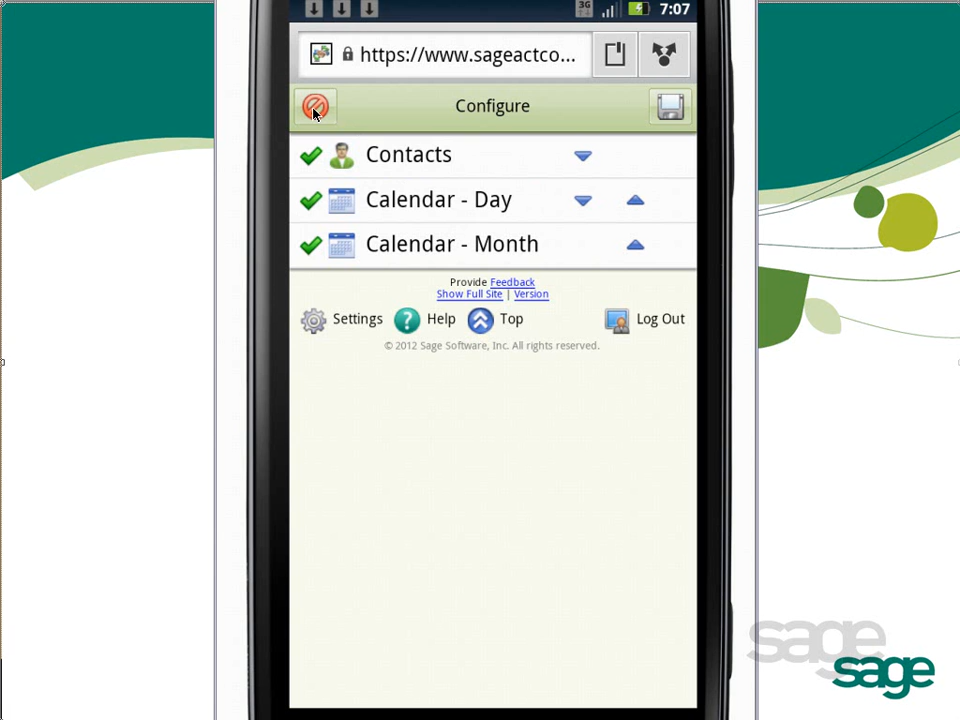 3G 7:07
https://www.sageactco...
Configure
Contacts
Calendar - Day
Calendar - Month
Provide Feedback
Show Full Site | Version
Settings Help Top Log Out
© 2012 Sage Software, Inc. All rights reserved.
sage
sage